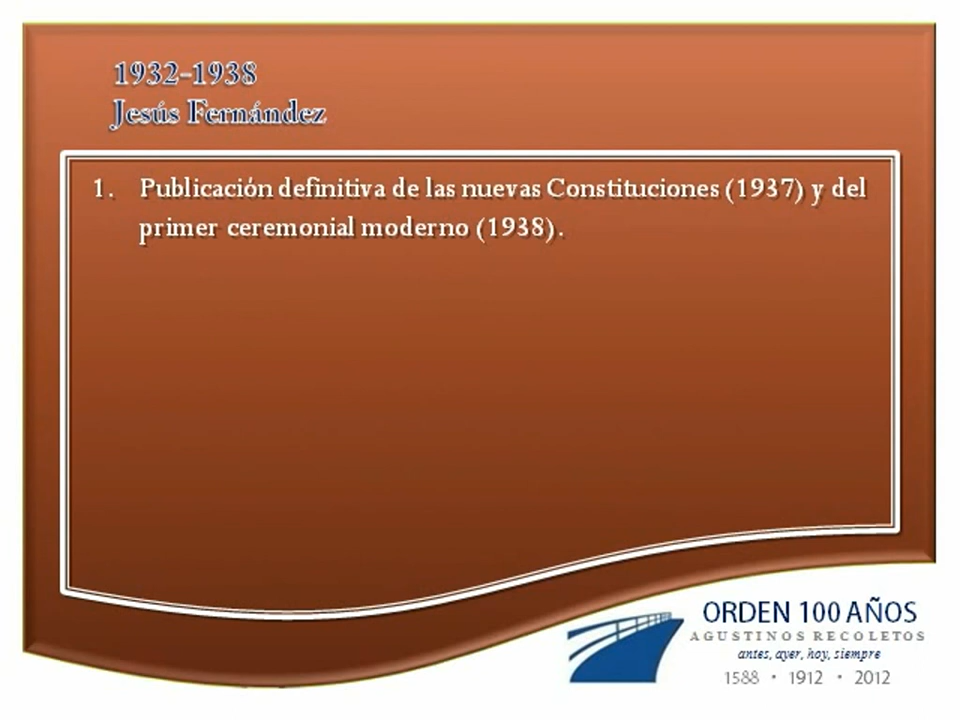 1932-1938
Jesús Fernández
1. Publicación definitiva de las nuevas Constituciones (1937) y del
primer ceremonial moderno (1938).
ORDEN 100 AÑOS
AGUSTINOS RECOLETOS
antes, ayer, hoy, siempre
1588 • 1912 • 2012